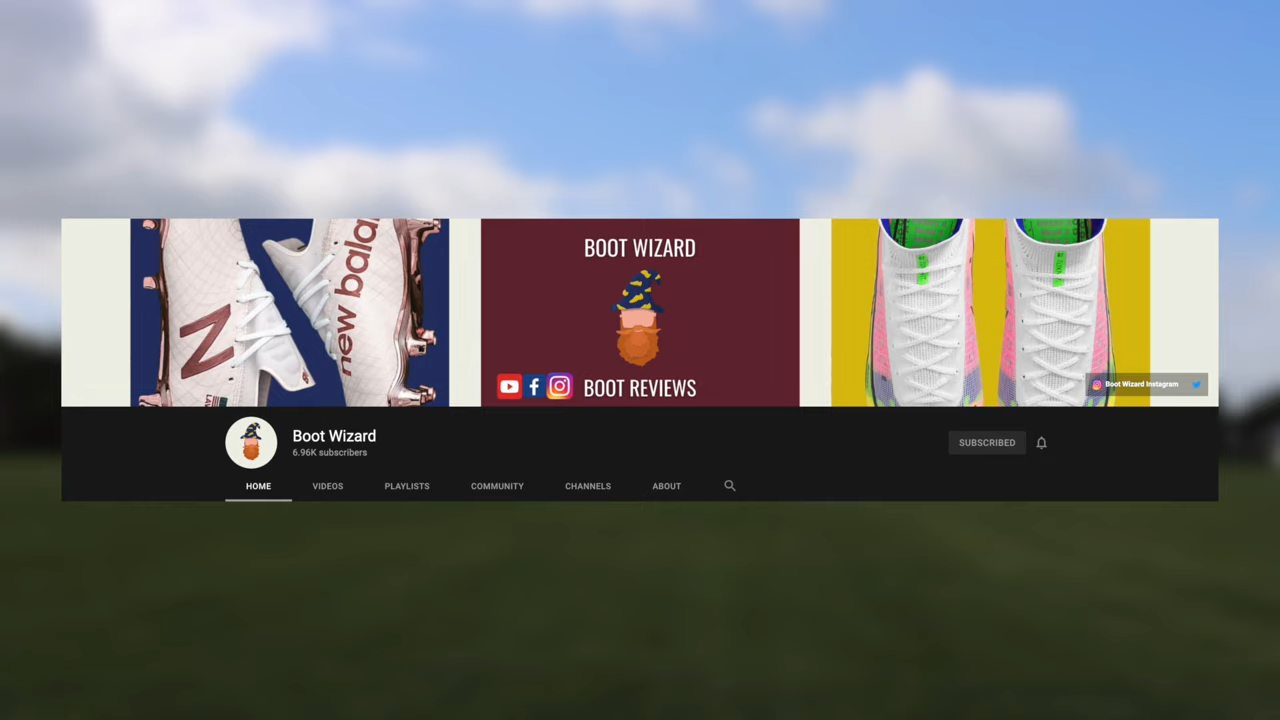 new bala
N
BOOT WIZARD
BOOT REVIEWS
Boot Wizard Instagram
Boot Wizard
6.96K subscribers
SUBSCRIBED
HOME
VIDEOS
PLAYLISTS
COMMUNITY
CHANNELS
ABOUT